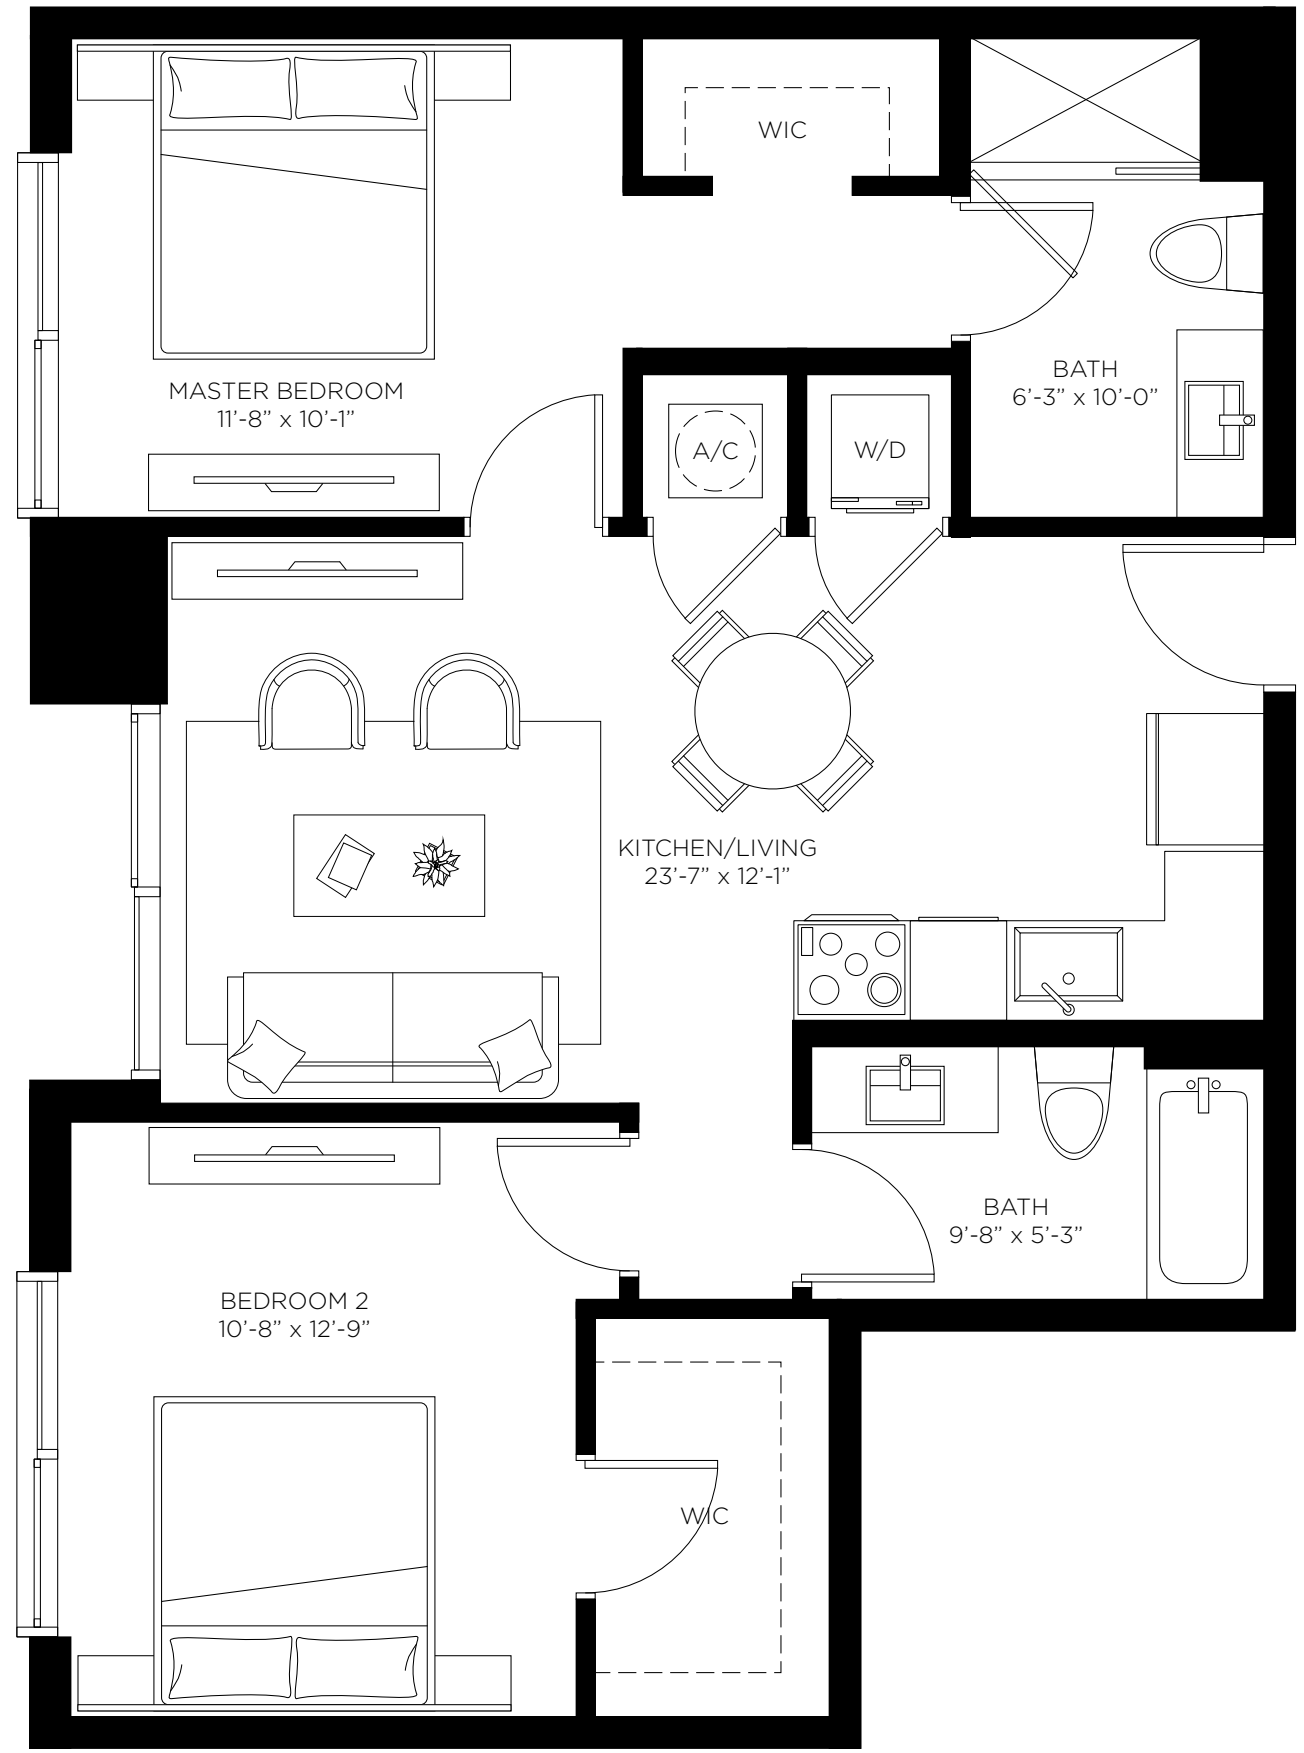 WIC
MASTER BEDROOM
11’-8” x 10’-1”
A/C
W/D
BATH
6’-3” x 10’-0”
KITCHEN/LIVING
23’-7” x 12’-1”
BATH
9’-8” x 5’-3”
BEDROOM 2
10’-8” x 12’-9”
WIC